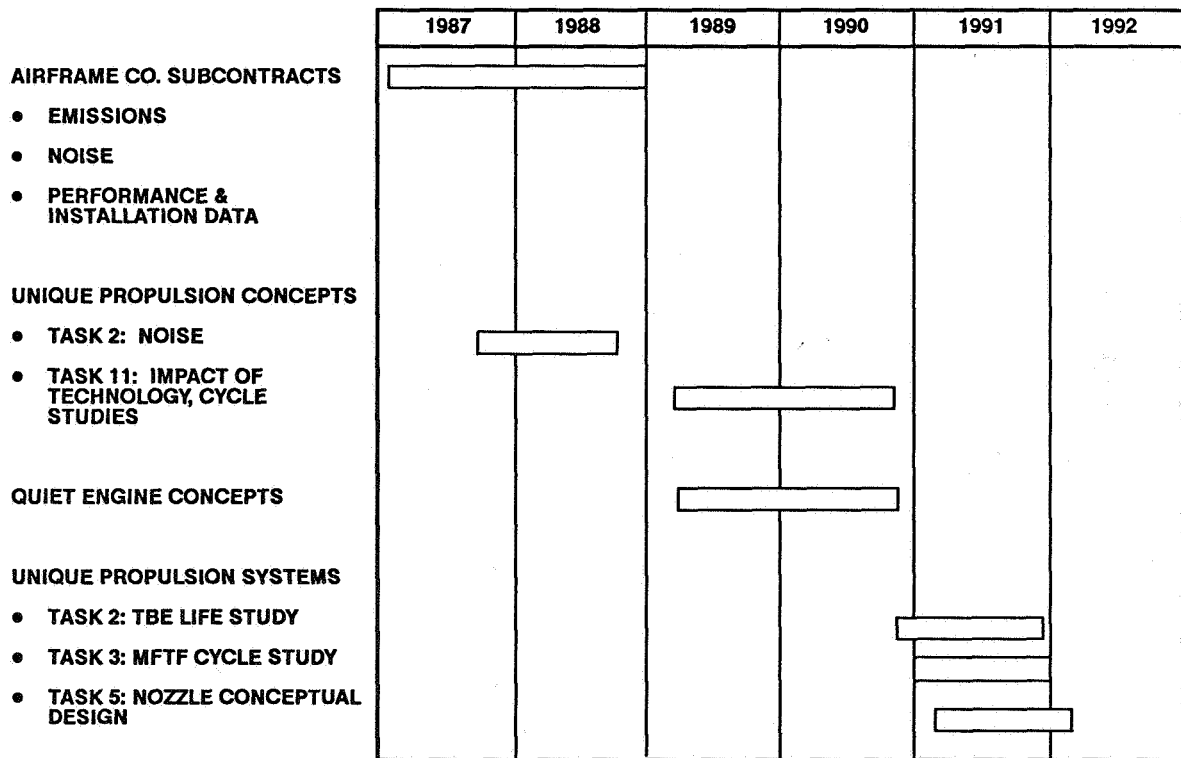 1987 1988 1989 1990 1991 1992
AIRFRAME CO. SUBCONTRACTS
• EMISSIONS
• NOISE
• PERFORMANCE &
INSTALLATION DATA
UNIQUE PROPULSION CONCEPTS
• TASK 2: NOISE
• TASK 11: IMPACT OF
TECHNOLOGY, CYCLE
STUDIES
QUIET ENGINE CONCEPTS
UNIQUE PROPULSION SYSTEMS
• TASK 2: TBE LIFE STUDY
• TASK 3: MFTF CYCLE STUDY
• TASK 5: NOZZLE CONCEPTUAL
DESIGN